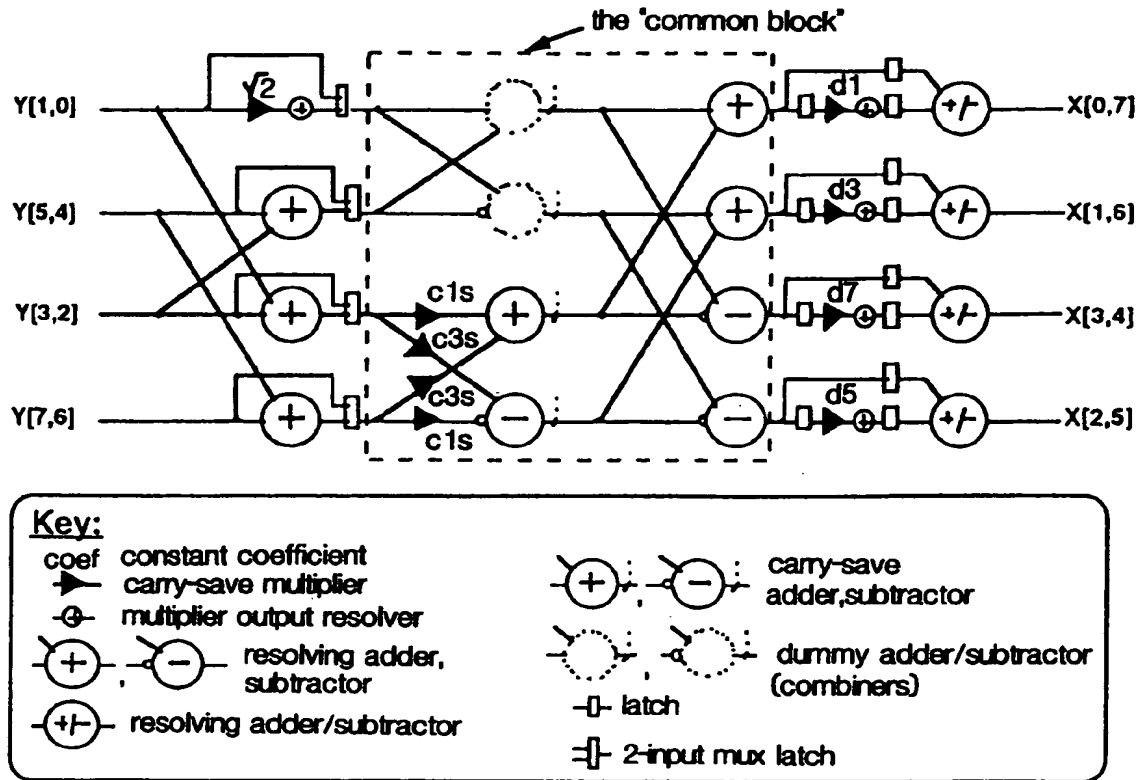 the "common block"
Y[1,0]
√2
+
d1
+/-
X[0,7]
Y[5,4]
+
+
d3
+/-
X[1,6]
Y[3,2]
+
c1s
+
c3s
-
d7
+/-
X[3,4]
Y[7,6]
+
c3s
c1s
-
-
d5
+/-
X[2,5]
Key:
coef constant coefficient
carry-save multiplier
multiplier output resolver
+ , - resolving adder,
subtractor
+/- resolving adder/subtractor
+ , - carry-save
adder,subtractor
, dummy adder/subtractor
(combiners)
latch
2-input mux latch